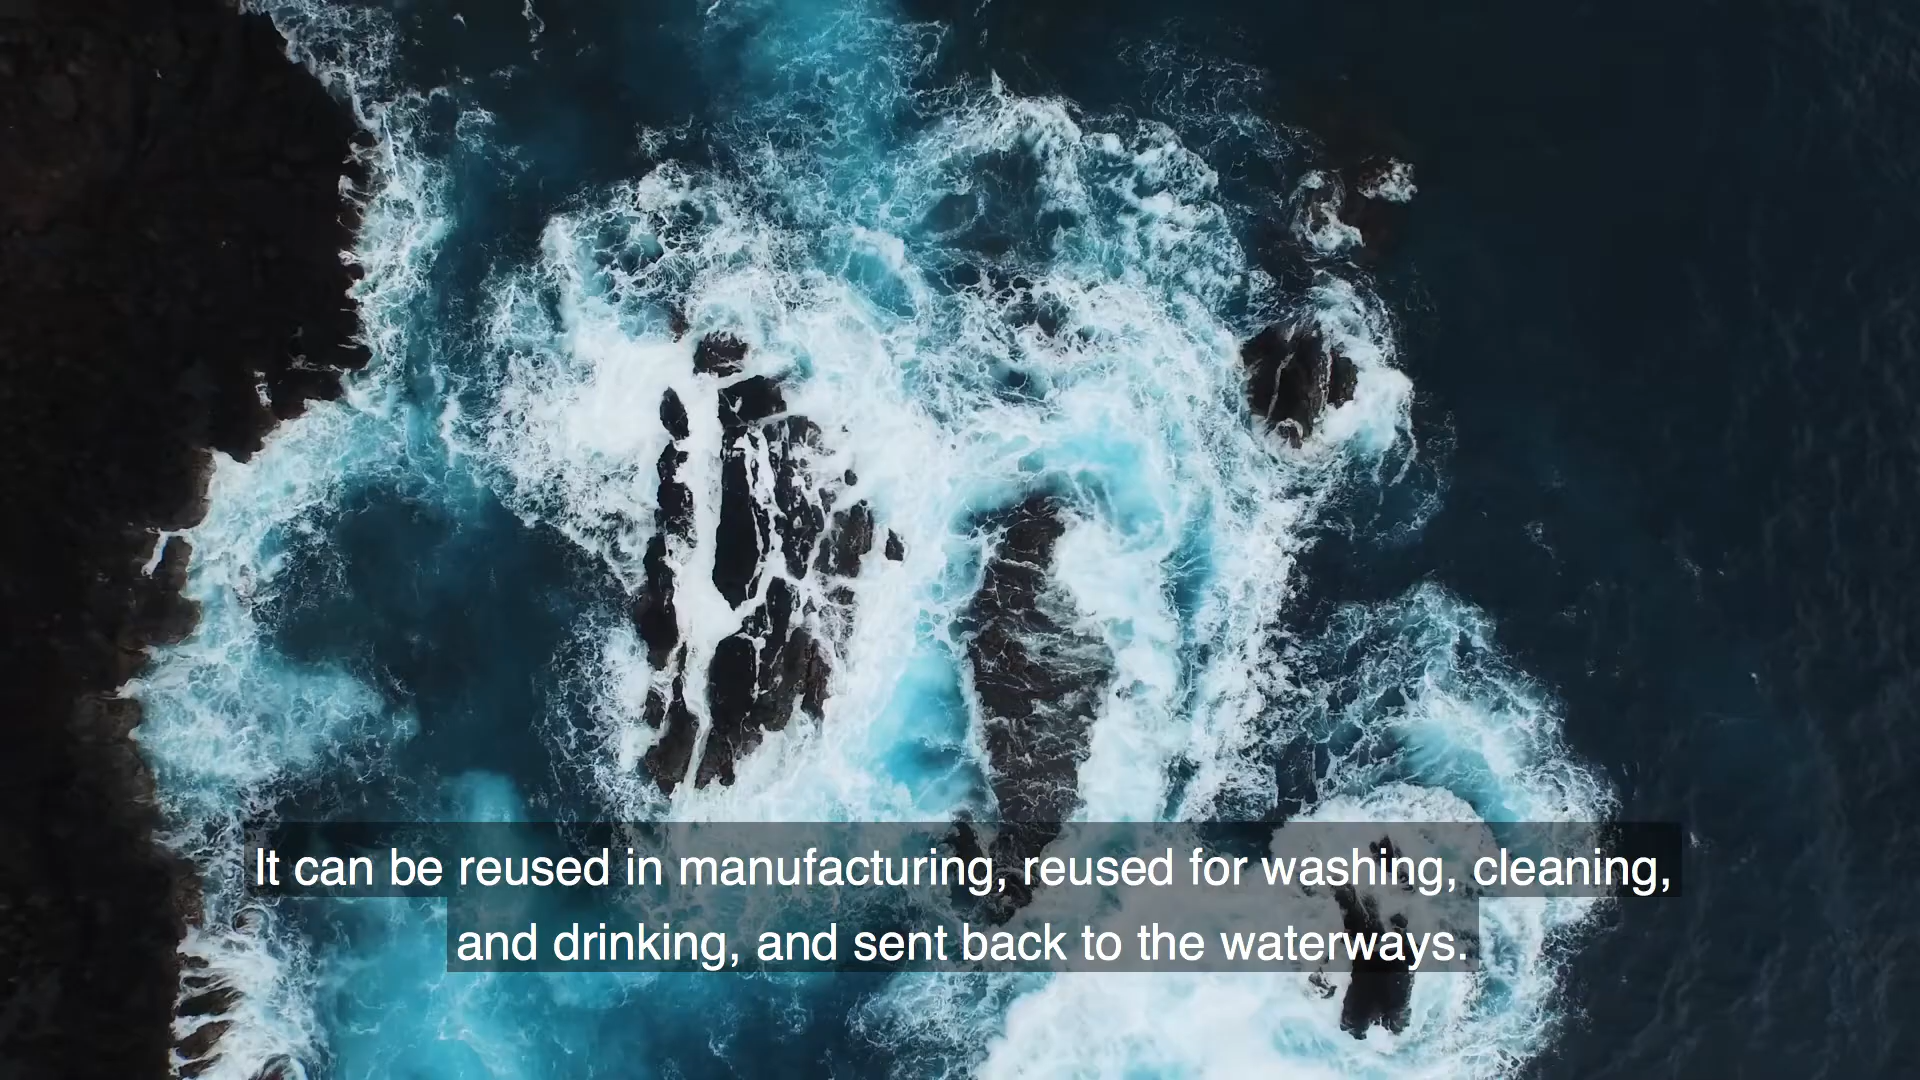 It can be reused in manufacturing, reused for washing, cleaning,
and drinking, and sent back to the waterways.